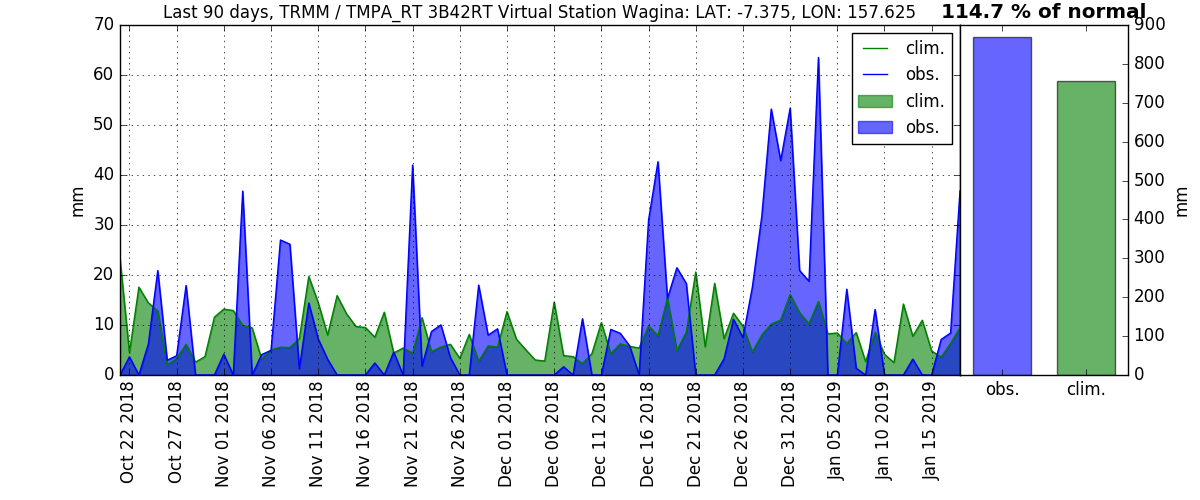 Last 90 days, TRMM / TMPA_RT 3B42RT Virtual Station Wagina: LAT: -7.375, LON: 157.625
114.7 % of normal
70
60
50
40
30
20
10
0
mm
clim.
obs.
clim.
obs.
Oct 22 2018
Oct 27 2018
Nov 01 2018
Nov 06 2018
Nov 11 2018
Nov 16 2018
Nov 21 2018
Nov 26 2018
Dec 01 2018
Dec 06 2018
Dec 11 2018
Dec 16 2018
Dec 21 2018
Dec 26 2018
Dec 31 2018
Jan 05 2019
Jan 10 2019
Jan 15 2019
900
800
700
600
500
400
300
200
100
0
mm
obs.
clim.